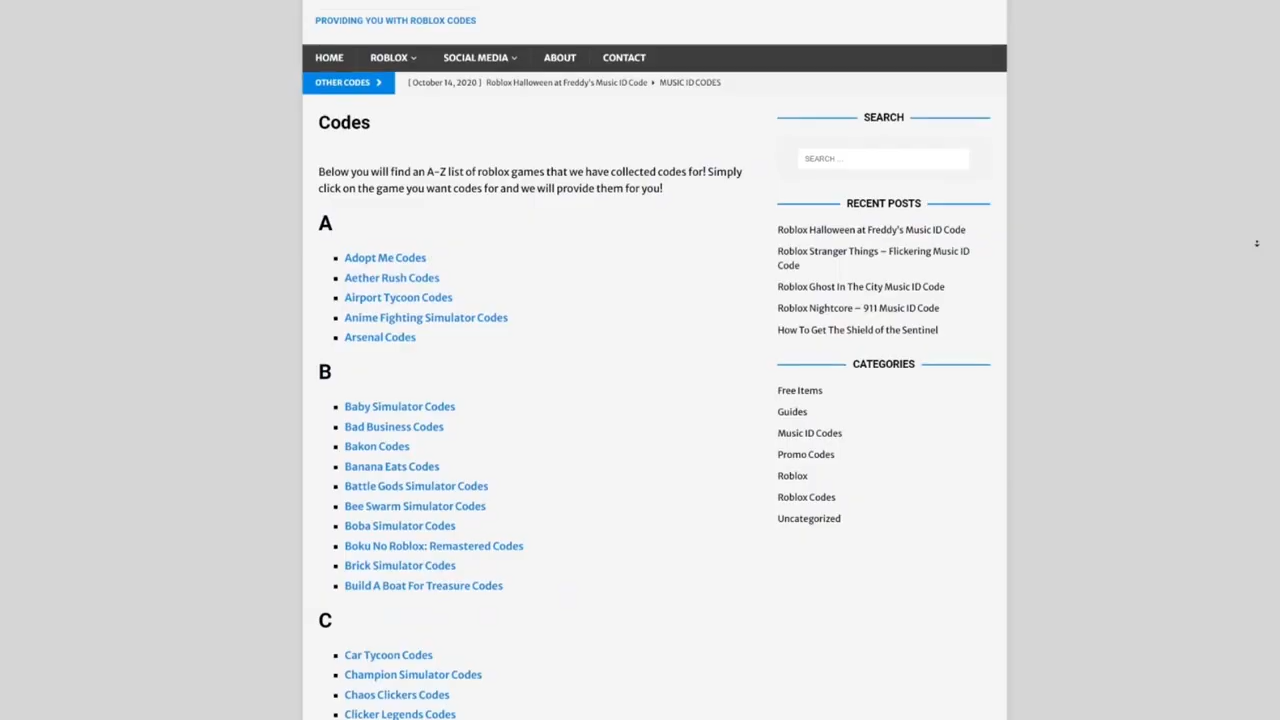 PROVIDING YOU WITH ROBLOX CODES
HOME ROBLOX SOCIAL MEDIA ABOUT CONTACT
OTHER CODES [ October 14, 2020 ] Roblox Halloween at Freddy's Music ID Code MUSIC ID CODES
Codes
Below you will find an A-Z list of roblox games that we have collected codes for! Simply
click on the game you want codes for and we will provide them for you!
A
Adopt Me Codes
Aether Rush Codes
Airport Tycoon Codes
Anime Fighting Simulator Codes
Arsenal Codes
B
Baby Simulator Codes
Bad Business Codes
Bakon Codes
Banana Eats Codes
Battle Gods Simulator Codes
Bee Swarm Simulator Codes
Boba Simulator Codes
Boku No Roblox: Remastered Codes
Brick Simulator Codes
Build A Boat For Treasure Codes
C
Car Tycoon Codes
Champion Simulator Codes
Chaos Clickers Codes
Clicker Legends Codes
SEARCH
SEARCH ...
RECENT POSTS
Roblox Halloween at Freddy's Music ID Code
Roblox Stranger Things – Flickering Music ID
Code
Roblox Ghost In The City Music ID Code
Roblox Nightcore – 911 Music ID Code
How To Get The Shield of the Sentinel
CATEGORIES
Free Items
Guides
Music ID Codes
Promo Codes
Roblox
Roblox Codes
Uncategorized